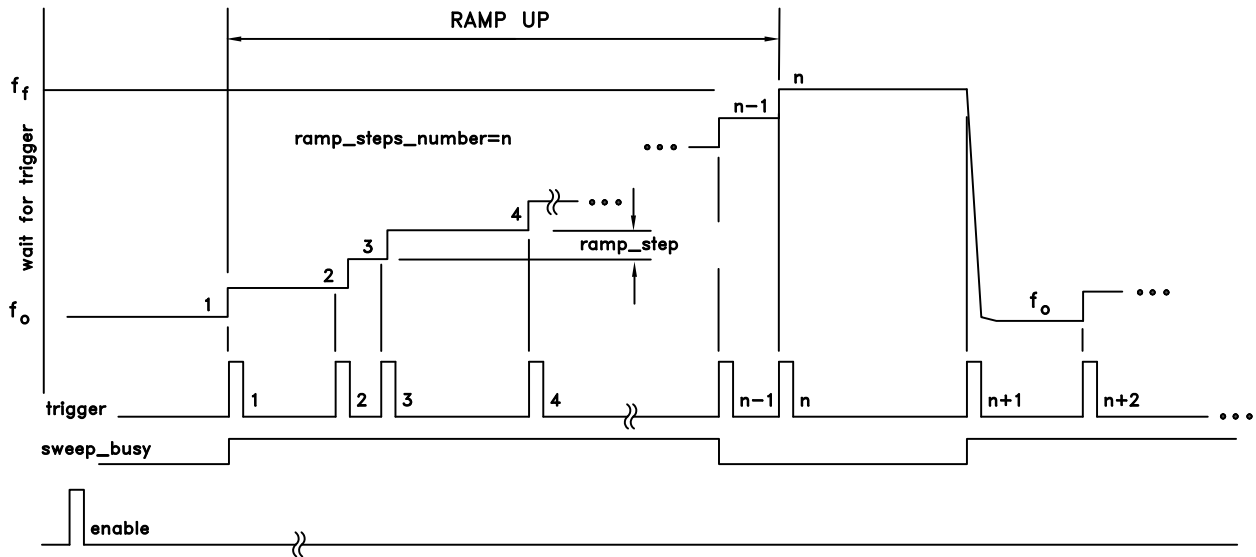 RAMP UP
f f
n
n-1
wait for trigger
ramp_steps_number=n
4
3
ramp_step
2
1
f o
f o
trigger
1
2
3
4
n-1
n
n+1
n+2
sweep_busy
enable